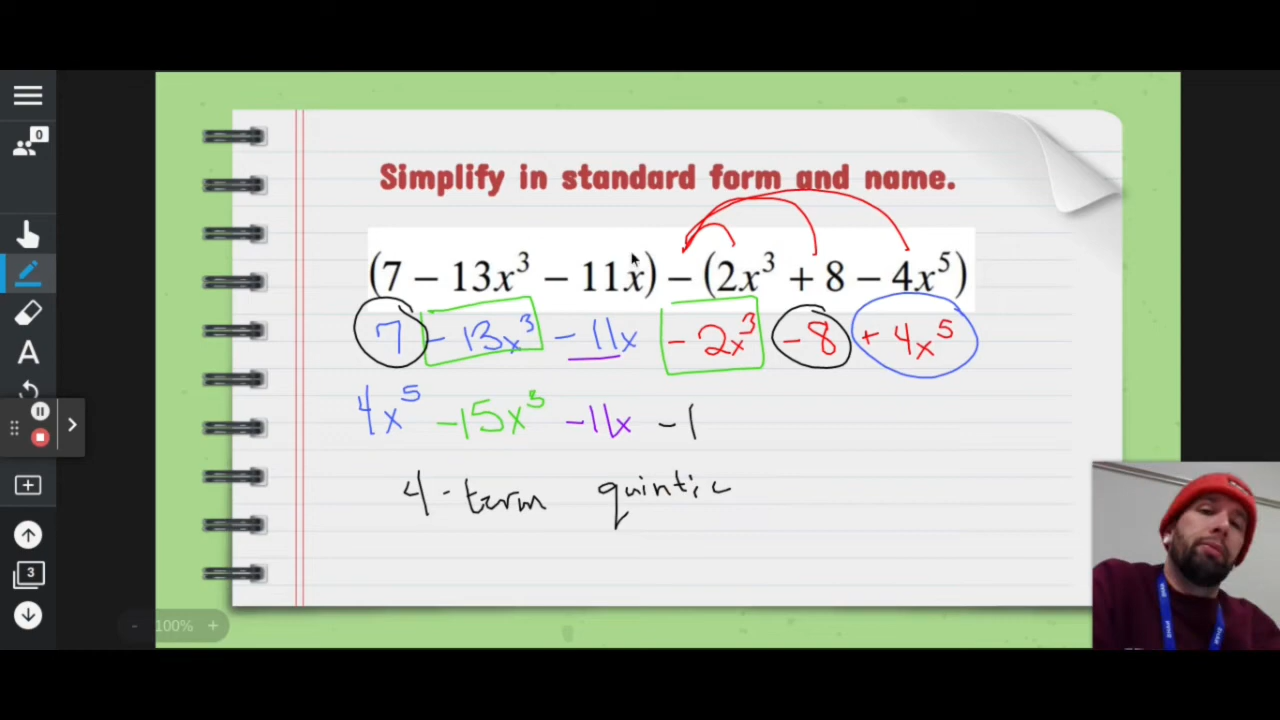 0
Simplify in standard form and name.
(7 − 13x³ − 11x) − (2x³ + 8 − 4x⁵)
7 − 13x³ − 11x − 2x³ − 8 + 4x⁵
4x⁵ −15x³ −11x −1
4-term quintic
A
3
- 100% +